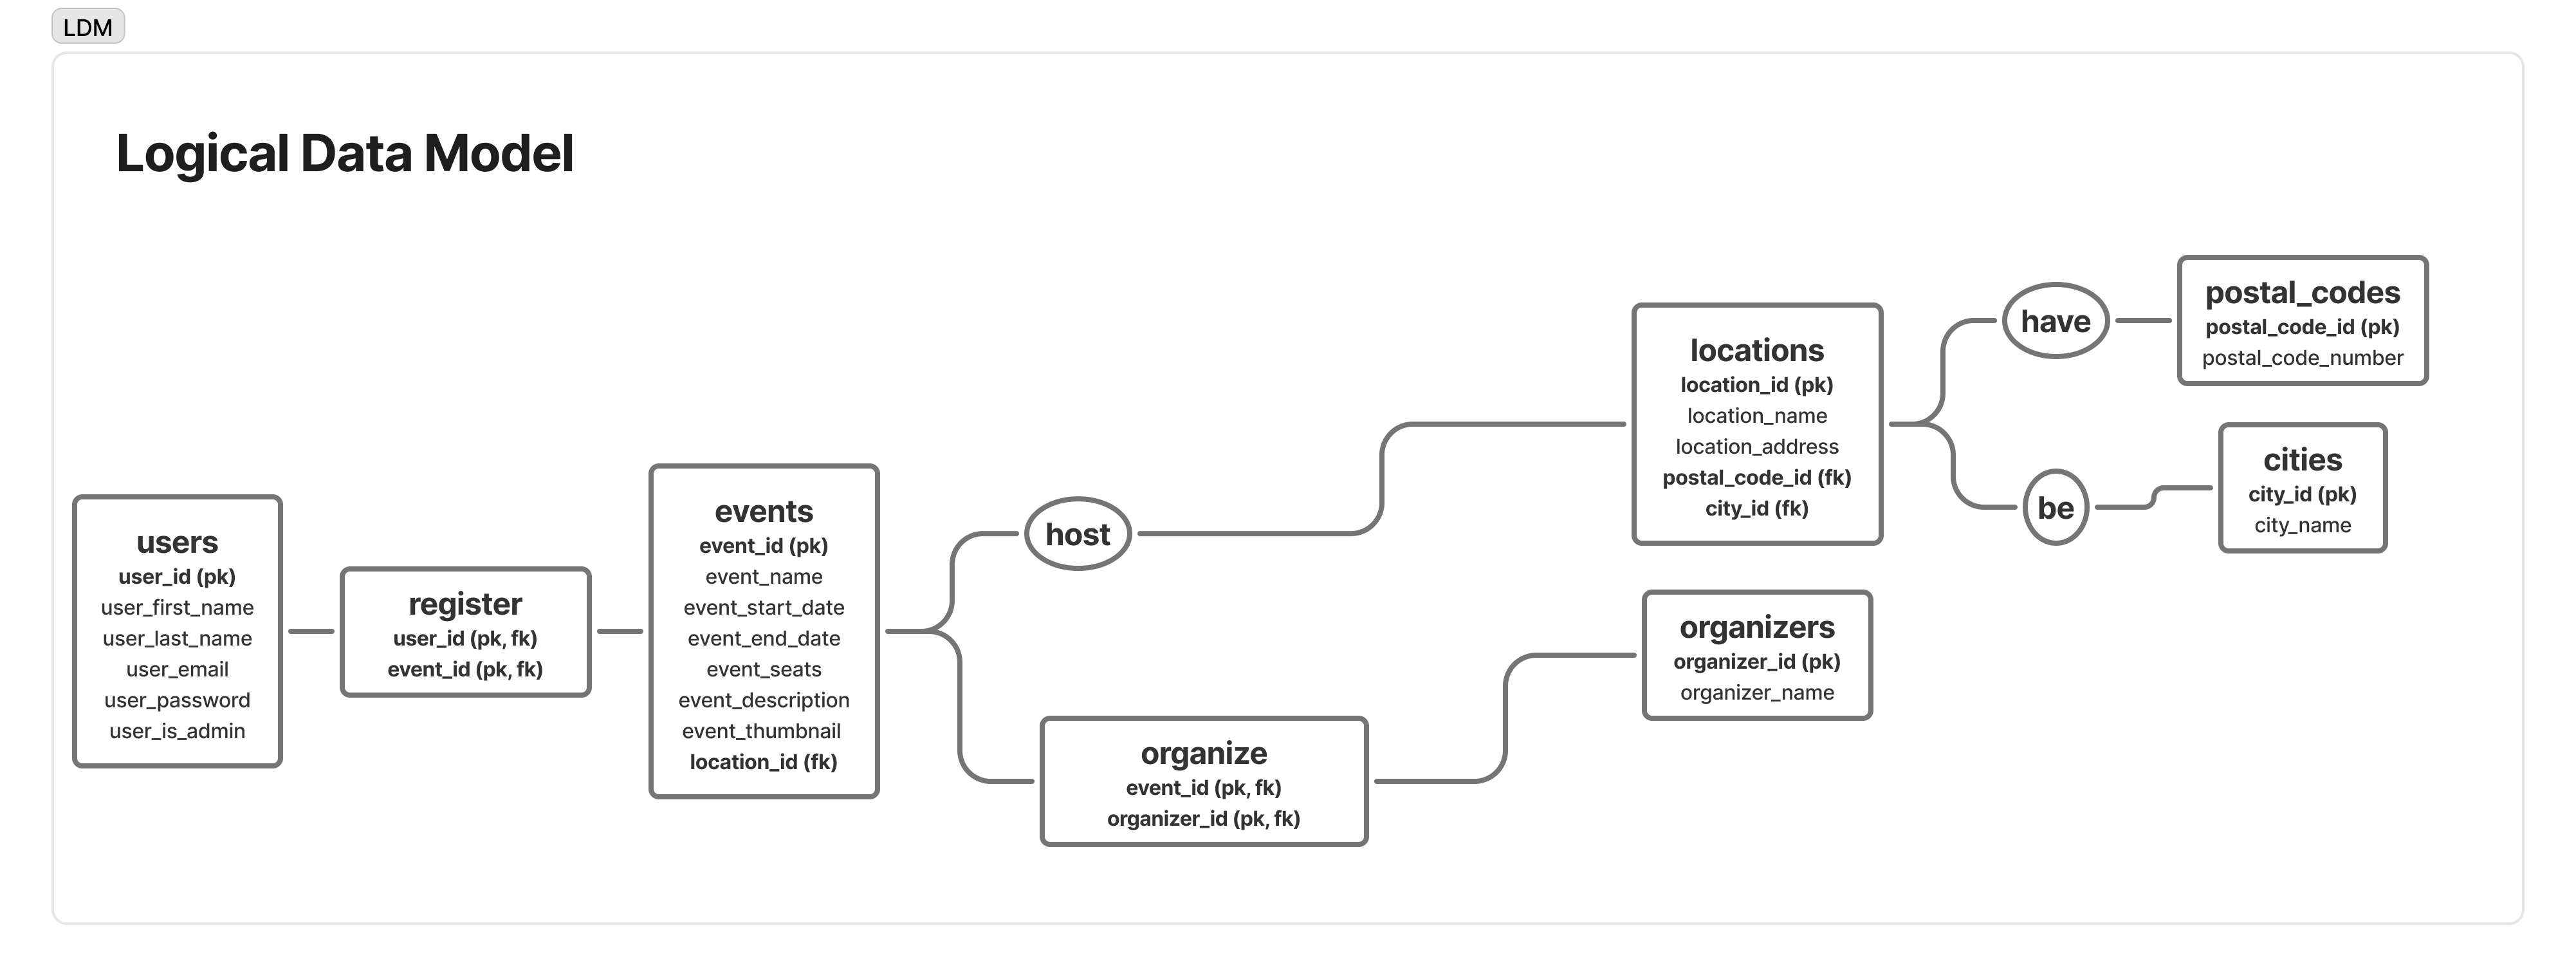 LDM
Logical Data Model
users
user_id (pk)
user_first_name
user_last_name
user_email
user_password
user_is_admin
register
user_id (pk, fk)
event_id (pk, fk)
events
event_id (pk)
event_name
event_start_date
event_end_date
event_seats
event_description
event_thumbnail
location_id (fk)
host
organize
event_id (pk, fk)
organizer_id (pk, fk)
locations
location_id (pk)
location_name
location_address
postal_code_id (fk)
city_id (fk)
organizers
organizer_id (pk)
organizer_name
have
be
postal_codes
postal_code_id (pk)
postal_code_number
cities
city_id (pk)
city_name